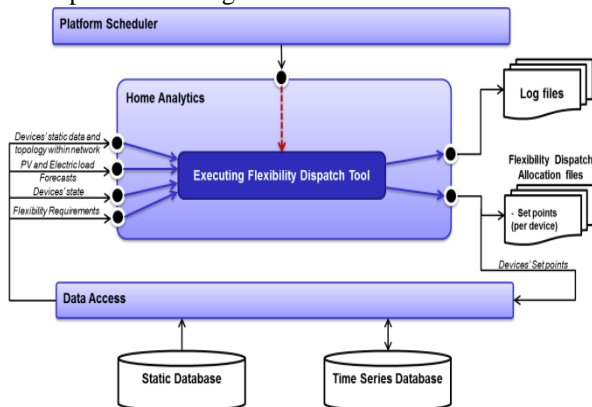 Platform Scheduler
Home Analytics
Log files
Devices' static data and
topology within network
PV and Electric load
Forecasts
Devices' state
Flexibility Requirements
Executing Flexibility Dispatch Tool
Flexibility Dispatch
Allocation files
- Set points
(per device)
Devices' Set points
Data Access
Static Database
Time Series Database